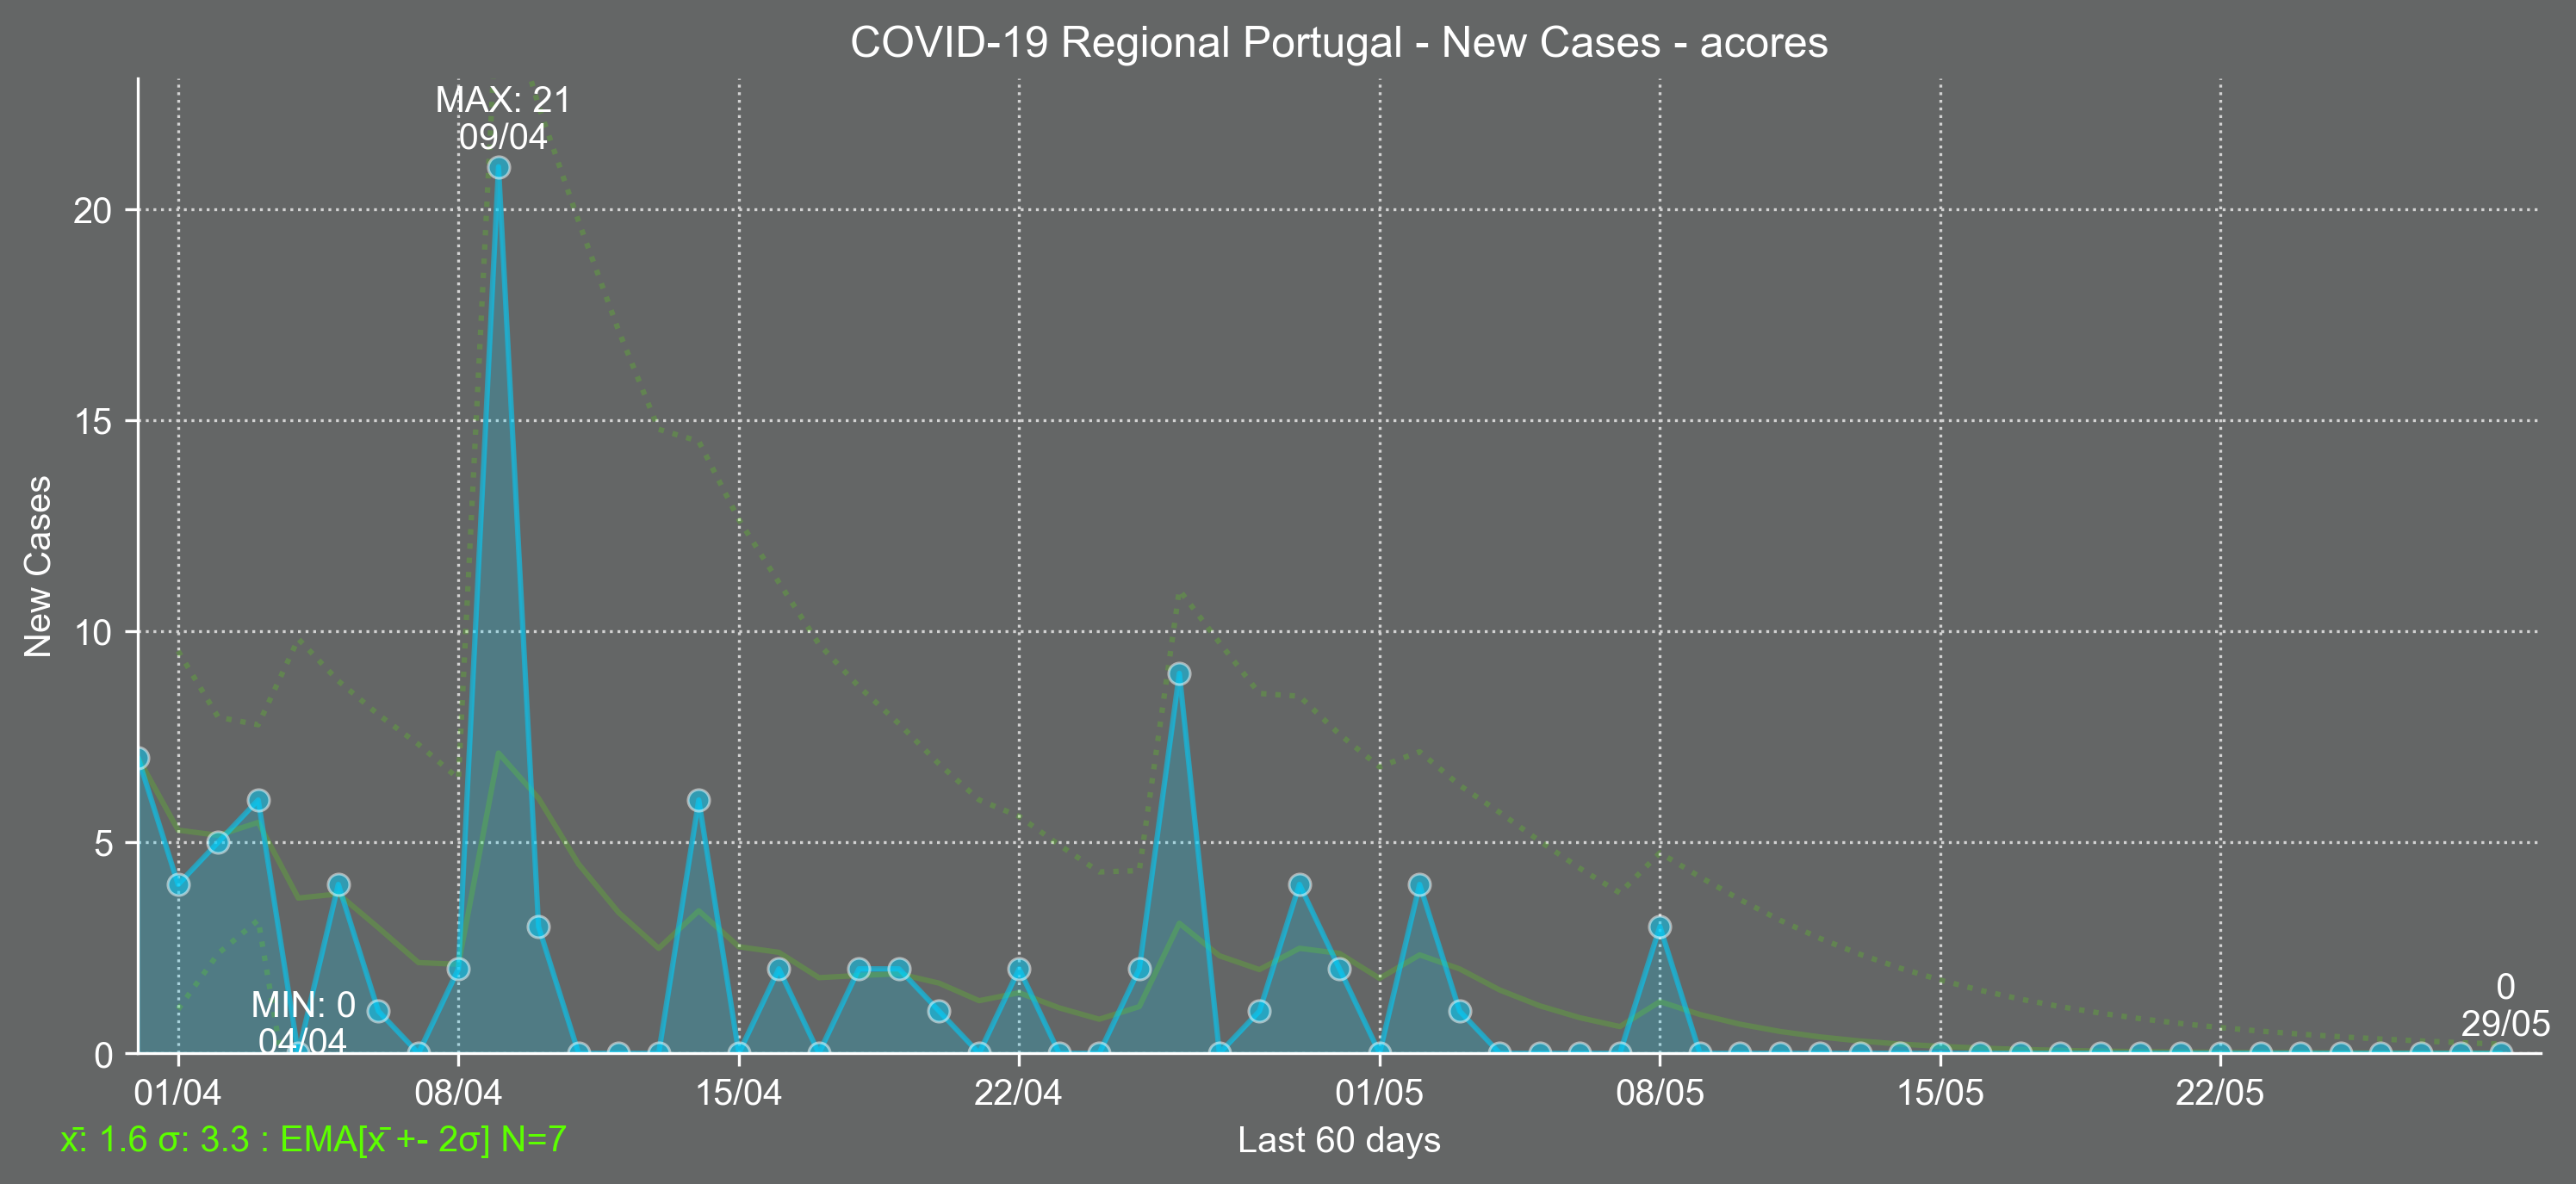 COVID-19 Regional Portugal - New Cases - acores
MAX: 21
09/04
20
15
10
5
0
New Cases
MIN: 0
04/04
0
29/05
01/04
08/04
15/04
22/04
01/05
08/05
15/05
22/05
x̄: 1.6 σ: 3.3 : EMA[x̄ +- 2σ] N=7
Last 60 days